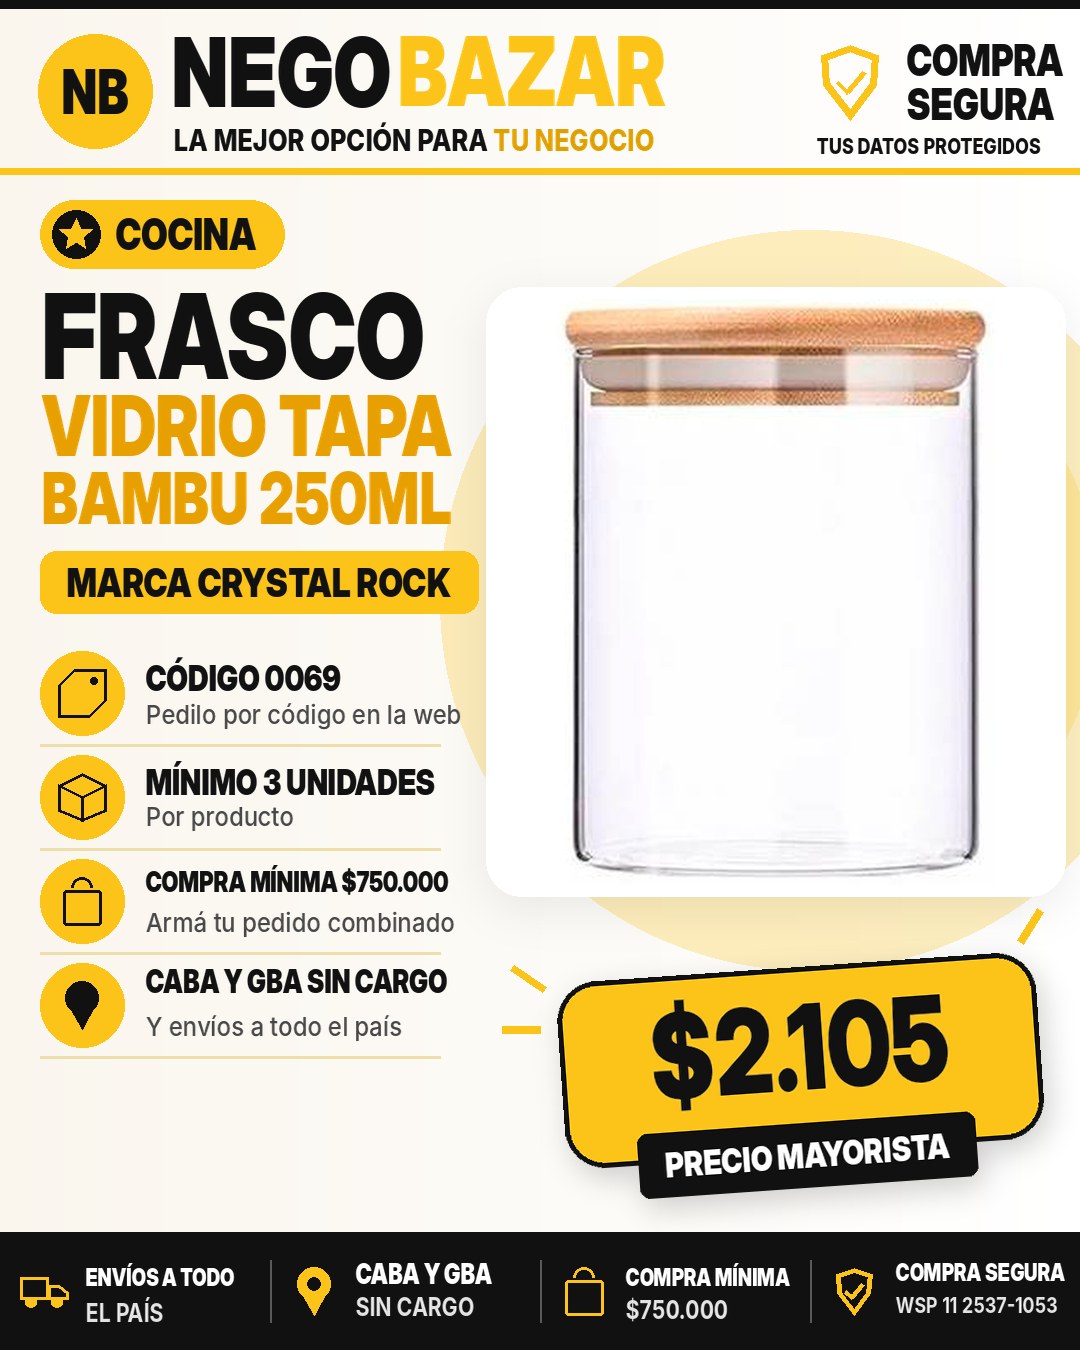 NB
NEGOBAZAR
LA MEJOR OPCIÓN PARA TU NEGOCIO
COMPRA
SEGURA
TUS DATOS PROTEGIDOS
COCINA
FRASCO
VIDRIO TAPA
BAMBU 250ML
MARCA CRYSTAL ROCK
CÓDIGO 0069
Pedilo por código en la web
MÍNIMO 3 UNIDADES
Por producto
COMPRA MÍNIMA $750.000
Armá tu pedido combinado
CABA Y GBA SIN CARGO
Y envíos a todo el país
$2.105
PRECIO MAYORISTA
ENVÍOS A TODO
EL PAÍS
CABA Y GBA
SIN CARGO
COMPRA MÍNIMA
$750.000
COMPRA SEGURA
WSP 11 2537-1053